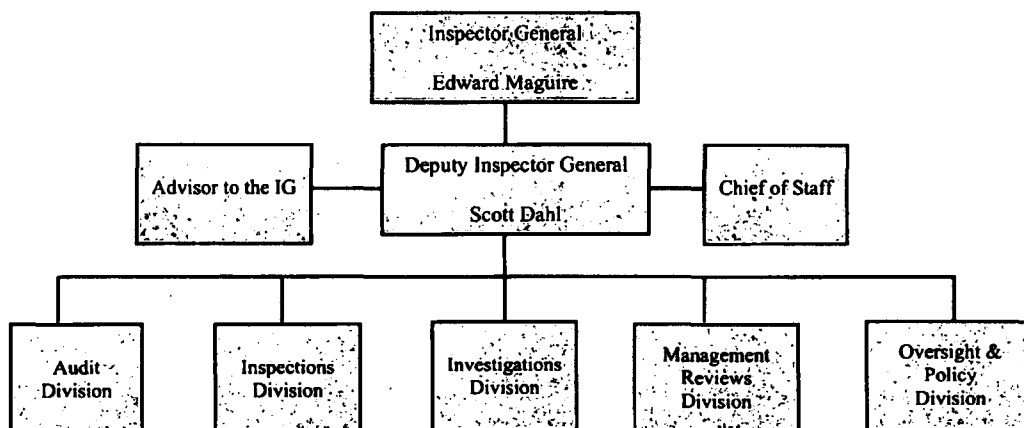 Inspector General
Edward Maguire
Advisor to the IG
Deputy Inspector General
Scott Dahl
Chief of Staff
Audit
Division
Inspections
Division
Investigations
Division
Management
Reviews
Division
Oversight &
Policy
Division